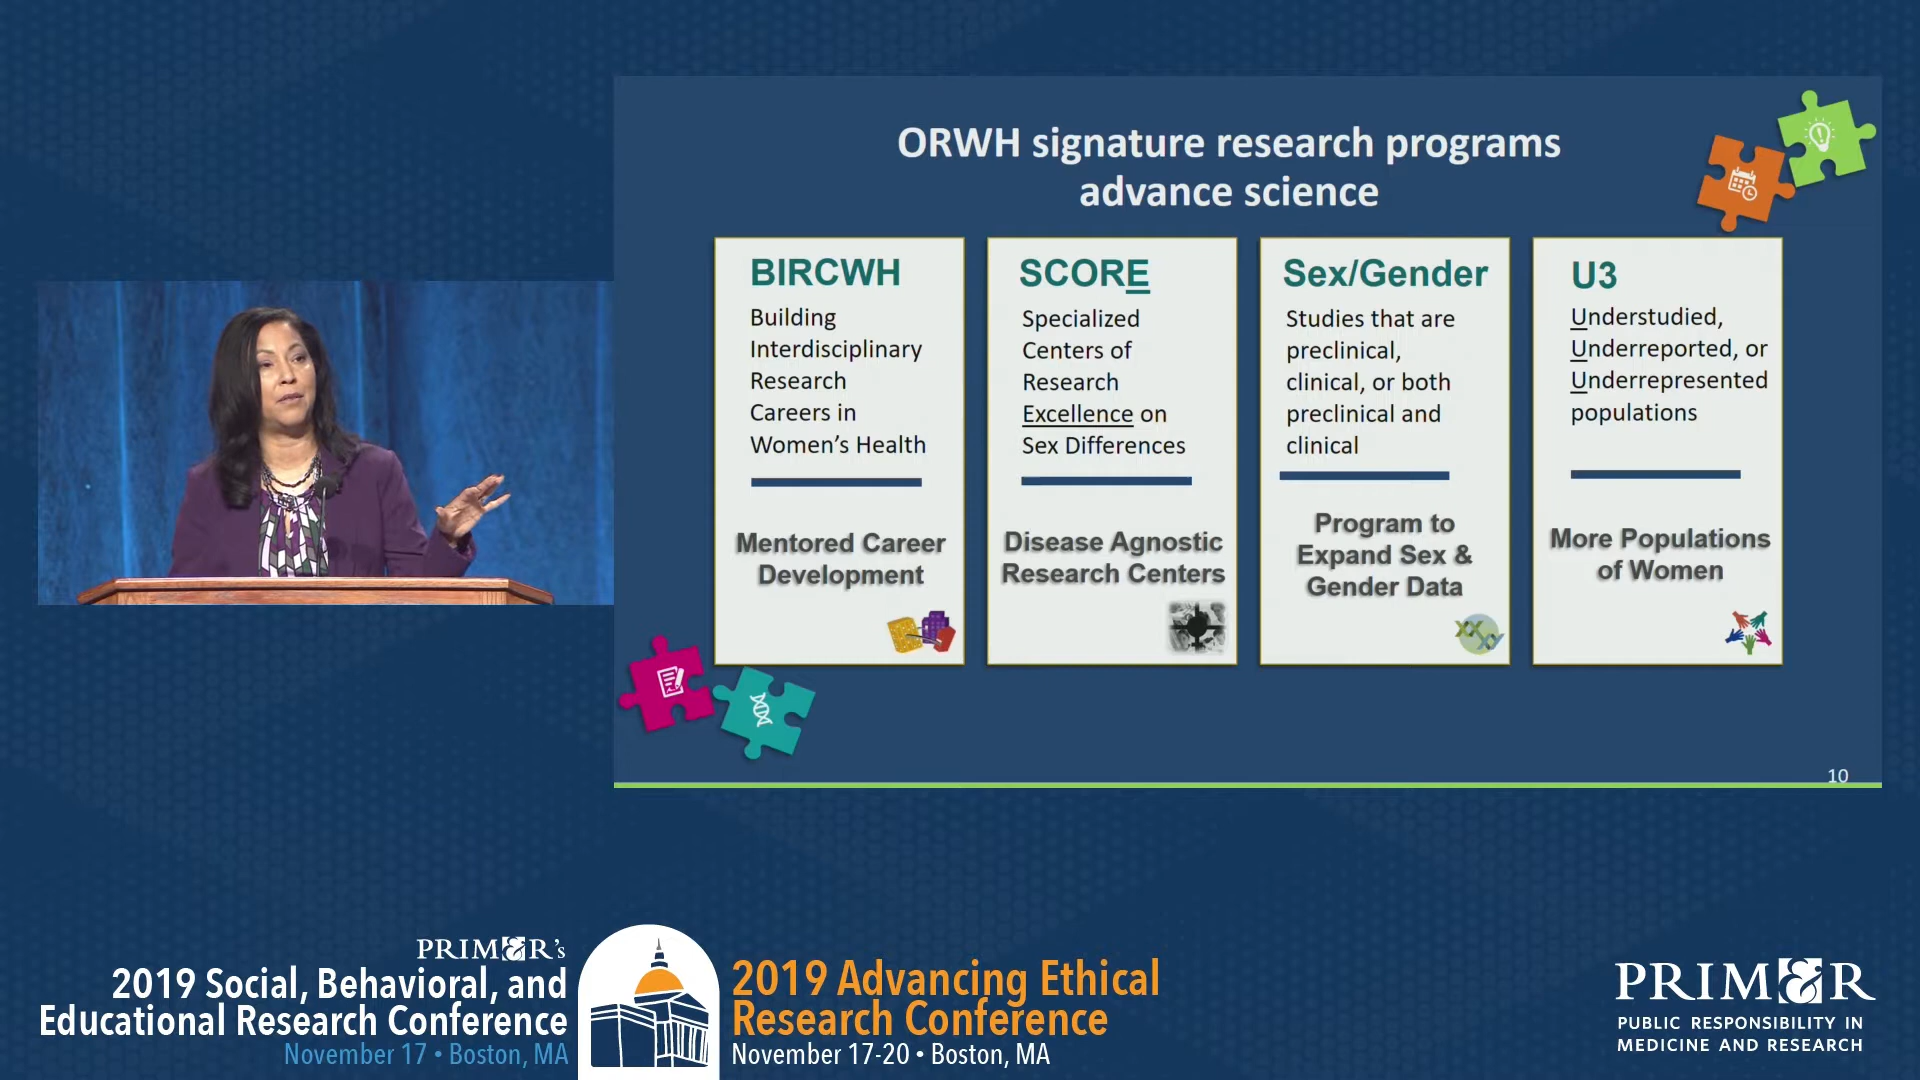 ORWH signature research programs
advance science
BIRCWH
Building
Interdisciplinary
Research
Careers in
Women's Health
Mentored Career
Development
SCORE
Specialized
Centers of
Research
Excellence on
Sex Differences
Disease Agnostic
Research Centers
Sex/Gender
Studies that are
preclinical,
clinical, or both
preclinical and
clinical
Program to
Expand Sex &
Gender Data
XX
XY
U3
Understudied,
Underreported, or
Underrepresented
populations
More Populations
of Women
10
PRIM&R's
2019 Social, Behavioral, and
Educational Research Conference
November 17 • Boston, MA
2019 Advancing Ethical
Research Conference
November 17-20 • Boston, MA
PRIM&R
PUBLIC RESPONSIBILITY IN
MEDICINE AND RESEARCH